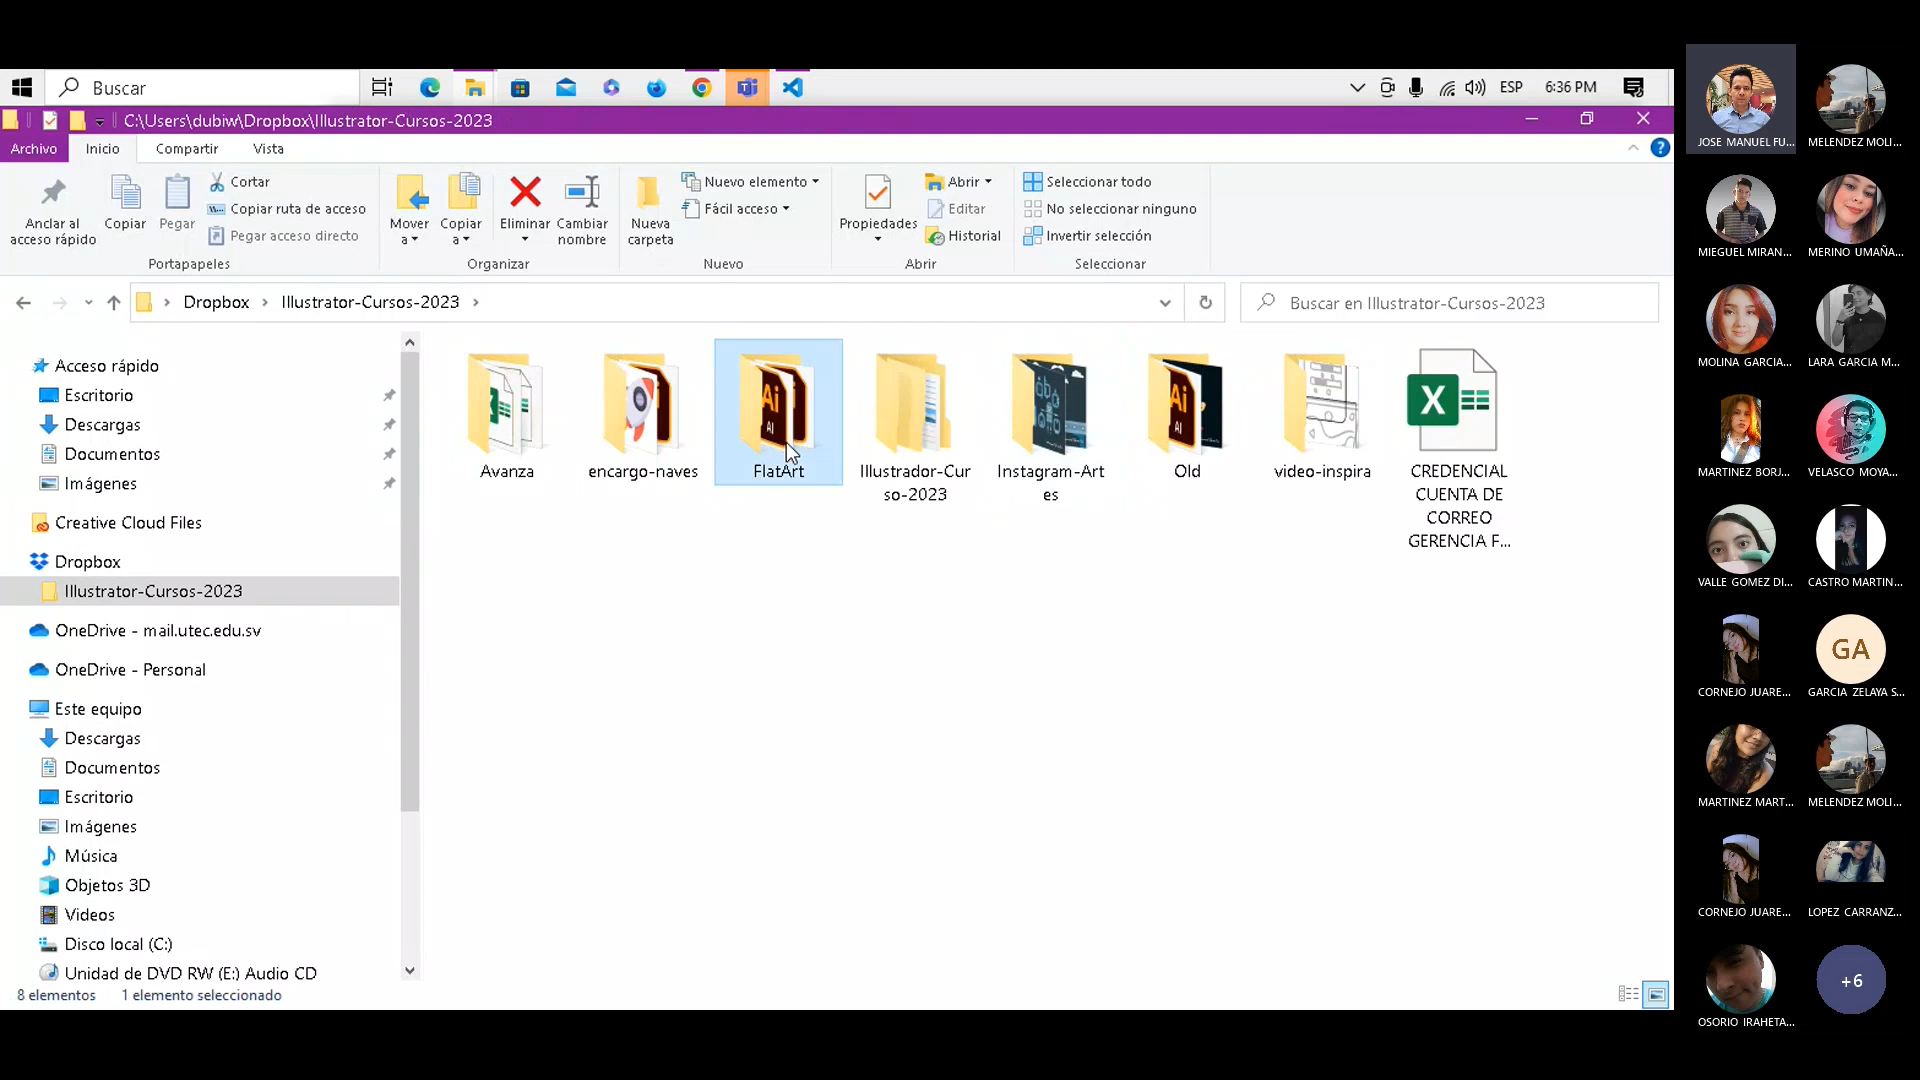 Buscar
ESP
6:36 PM
C:\Users\dubiw\Dropbox\Illustrator-Cursos-2023
Archivo
Inicio
Compartir
Vista
Anclar al
acceso rápido
Copiar
Pegar
Cortar
Copiar ruta de acceso
Pegar acceso directo
Portapapeles
Mover
a
Copiar
a
Eliminar
Cambiar
nombre
Organizar
Nueva
carpeta
Nuevo elemento
Fácil acceso
Nuevo
Propiedades
Abrir
Editar
Historial
Abrir
Seleccionar todo
No seleccionar ninguno
Invertir selección
Seleccionar
Dropbox
Illustrator-Cursos-2023
Buscar en Illustrator-Cursos-2023
Acceso rápido
Escritorio
Descargas
Documentos
Imágenes
Creative Cloud Files
Dropbox
Illustrator-Cursos-2023
OneDrive - mail.utec.edu.sv
OneDrive - Personal
Este equipo
Descargas
Documentos
Escritorio
Imágenes
Música
Objetos 3D
Videos
Disco local (C:)
Unidad de DVD RW (E:) Audio CD
Avanza
encargo-naves
Ai
AI
FlatArt
Illustrador-Cur
so-2023
Instagram-Art
es
Ai
AI
Old
video-inspira
X
CREDENCIAL
CUENTA DE
CORREO
GERENCIA F...
8 elementos
1 elemento seleccionado
JOSE MANUEL FU...
MELENDEZ MOLI...
MIEGUEL MIRAN...
MERINO UMAÑA...
MOLINA GARCIA...
LARA GARCIA M...
MARTINEZ BORJ...
VELASCO MOYA...
VALLE GOMEZ DI...
CASTRO MARTIN...
CORNEJO JUARE...
GA
GARCIA ZELAYA S...
MARTINEZ MART...
MELENDEZ MOLI...
CORNEJO JUARE...
LOPEZ CARRANZ...
OSORIO IRAHETA...
+6